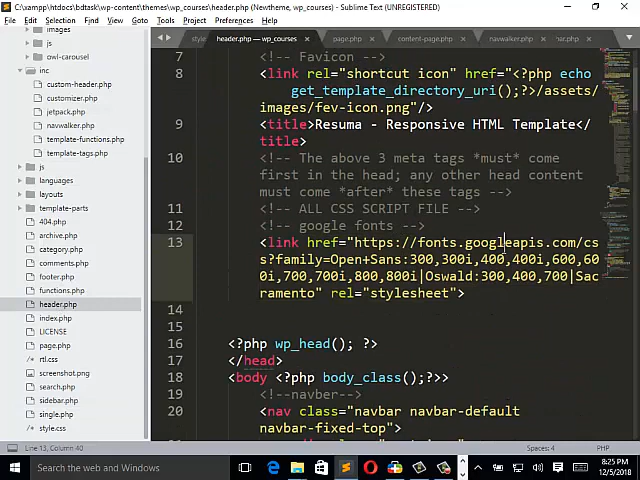 C:\xampp\htdocs\bdtask\wp-content\themes\wp_courses\header.php (Newtheme, wp_courses) - Sublime Text (UNREGISTERED)
File Edit Selection Find View Goto Tools Project Preferences Help
style header.php — wp_courses page.php content-page.php navwalker.php bar.php
images
js
owl-carousel
inc
custom-header.php
customizer.php
jetpack.php
navwalker.php
template-functions.php
template-tags.php
js
languages
layouts
template-parts
404.php
archive.php
category.php
comments.php
footer.php
functions.php
header.php
index.php
LICENSE
page.php
rtl.css
screenshot.png
search.php
sidebar.php
single.php
style.css
7 <!-- Favicon -->
8 <link rel="shortcut icon" href="<?php echo
get_template_directory_uri();?>/assets/
images/fev-icon.png"/>
9 <title>Resuma - Responsive HTML Template</
title>
10 <!-- The above 3 meta tags *must* come
first in the head; any other head content
must come *after* these tags -->
11 <!-- ALL CSS SCRIPT FILE -->
12 <!-- google fonts -->
13 <link href="https://fonts.googleapis.com/cs
s?family=Open+Sans:300,300i,400,400i,600,60
0i,700,700i,800,800i|Oswald:300,400,700|Sac
ramento" rel="stylesheet">
14
15
16 <?php wp_head(); ?>
17 </head>
18 <body <?php body_class();?>>
19 <!--navber-->
20 <nav class="navbar navbar-default
navbar-fixed-top">
Line 13, Column 40 Spaces: 4 PHP
Search the web and Windows
8:25 PM
12/5/2018